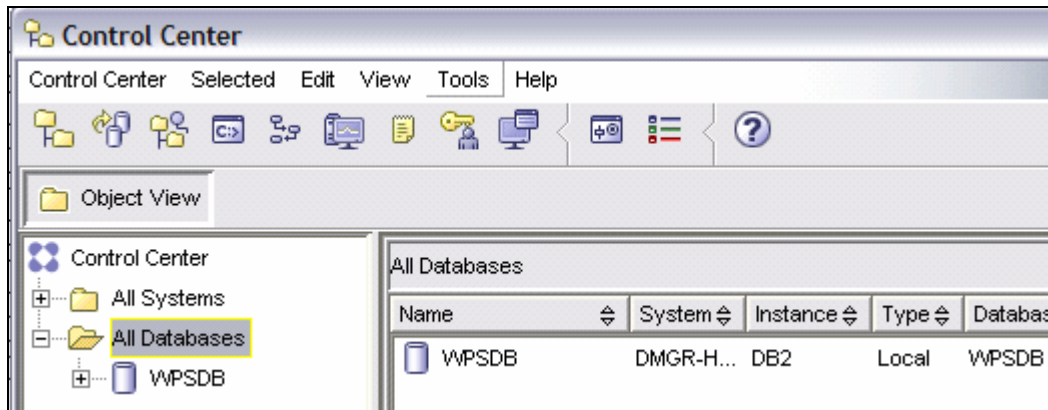 Control Center
Control Center Selected Edit View Tools Help
Object View
Control Center
All Systems
All Databases
WPSDB
All Databases
Name System Instance Type Databas
WPSDB DMGR-H... DB2 Local WPSDB